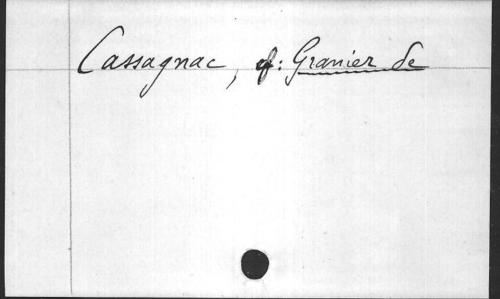 Cassagnac, cf: Granier de